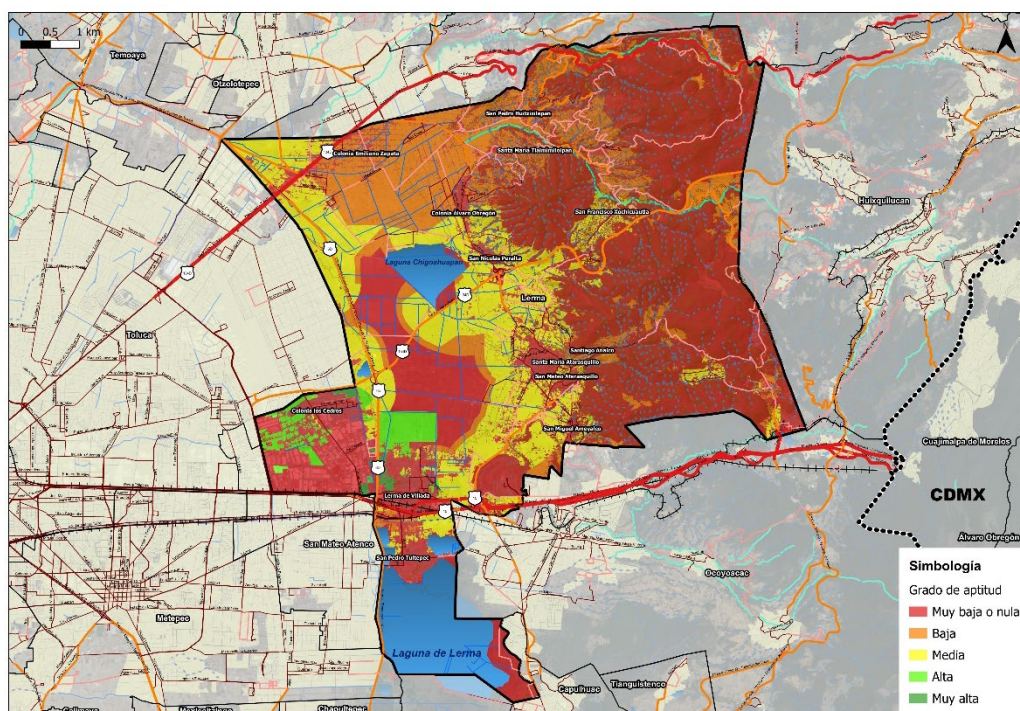 0 0.5 1 km
Temoaya
Otzolotepec
San Pedro Huitzizilapan
Colonia Emiliano Zapata
Santa María Tlalmimilolpan
Huixquilucan
Colonia Álvaro Obregón
San Francisco Xochicuautla
Laguna Chignahuapan
San Nicolás Peralta
Lerma
Toluca
Santiago Analco
Santa María Atarasquillo
San Mateo Atarasquillo
Colonia los Cedros
San Miguel Ameyalco
Cuajimalpa de Morelos
Lerma de Villada
CDMX
Álvaro Obregón
San Mateo Atenco
San Pedro Tultepec
Ocoyoacac
Metepec
Laguna de Lerma
Capulhuac
Tianguistenco
Chapultepec
Simbología
Grado de aptitud
Muy baja o nula
Baja
Media
Alta
Muy alta